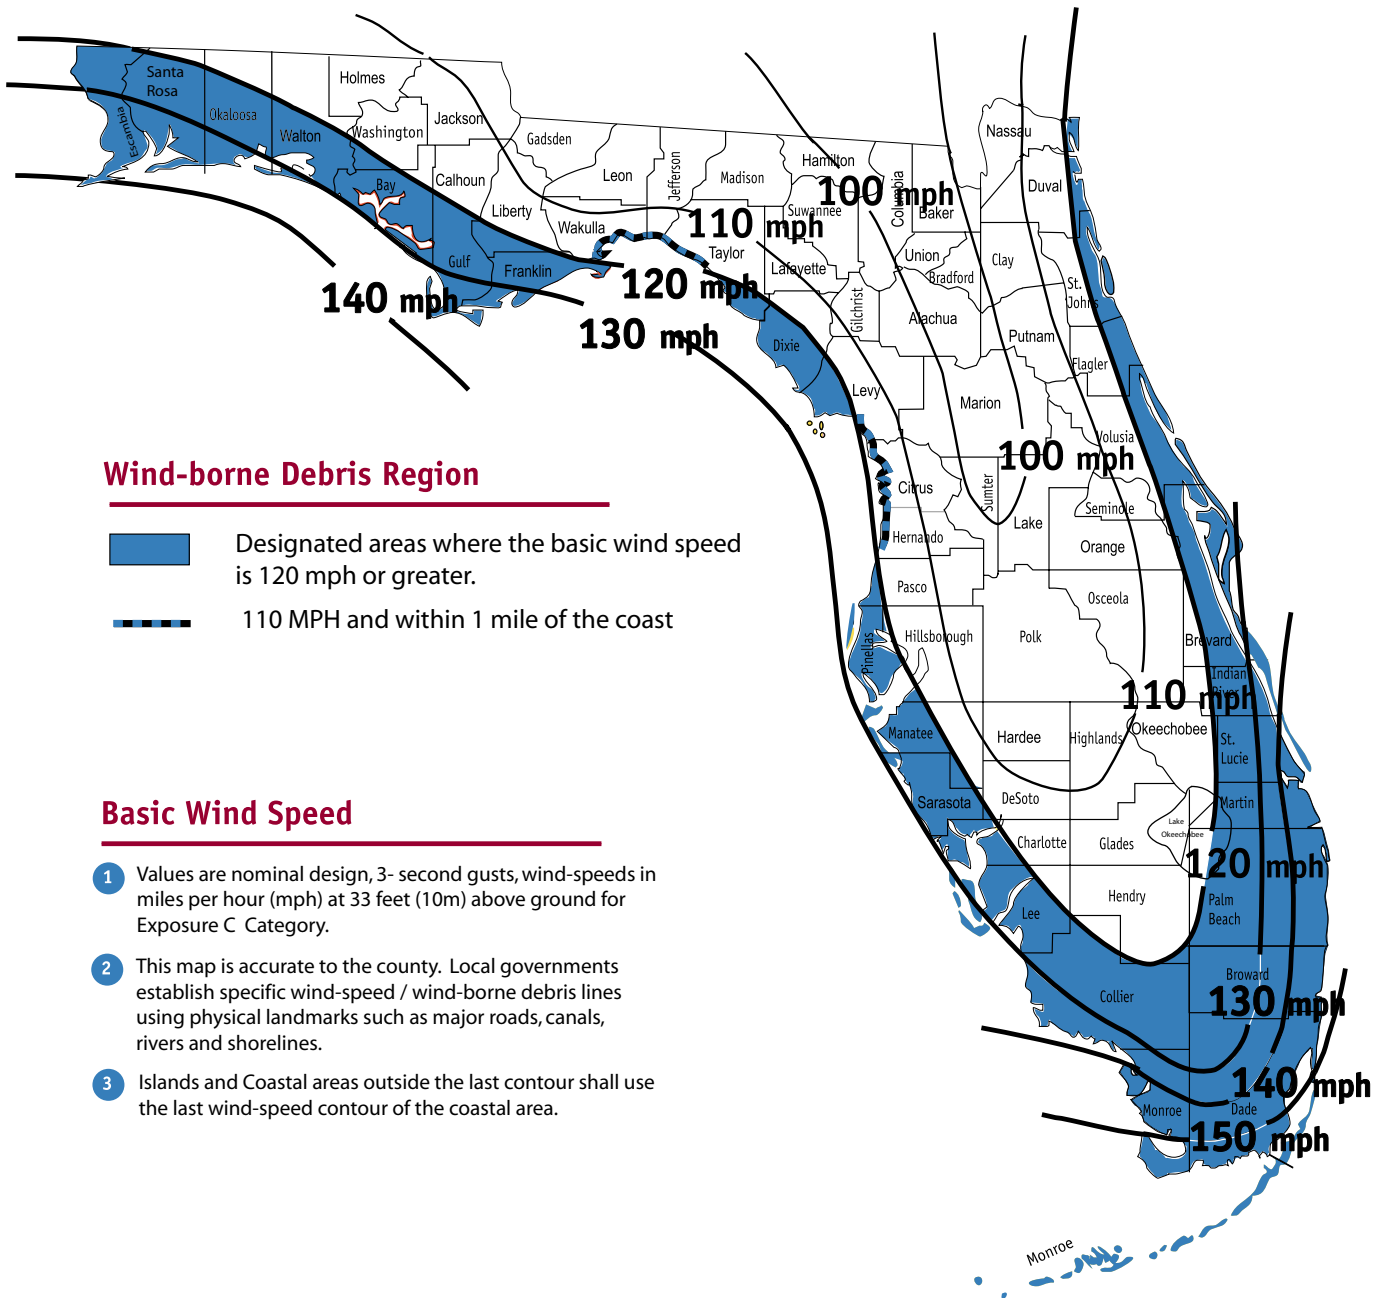 Santa
Rosa
Escambia
Okaloosa
Walton
Holmes
Washington
Jackson
Bay
Calhoun
Gulf
Liberty
Franklin
Gadsden
Leon
Wakulla
Jefferson
Madison
Taylor
Hamilton
Suwannee
Lafayette
Columbia
Baker
Nassau
Duval
Union
Bradford
Clay
St.
Johns
Gilchrist
Alachua
Putnam
Dixie
Flagler
Levy
Marion
Volusia
100 mph
110 mph
120 mph
130 mph
140 mph
Citrus
Sumter
100 mph
Lake
Seminole
Hernando
Orange
Pasco
Osceola
Pinellas
Hillsborough
Polk
Brevard
Indian
River
110 mph
Manatee
Hardee
Highlands
Okeechobee
St.
Lucie
Sarasota
DeSoto
Martin
Charlotte
Glades
Lake
Okeechobee
120 mph
Lee
Hendry
Palm
Beach
Collier
Broward
130 mph
140 mph
Monroe
Dade
150 mph
Monroe
Wind-borne Debris Region
Designated areas where the basic wind speed
is 120 mph or greater.
110 MPH and within 1 mile of the coast
Basic Wind Speed
1 Values are nominal design, 3- second gusts, wind-speeds in
miles per hour (mph) at 33 feet (10m) above ground for
Exposure C Category.
2 This map is accurate to the county. Local governments
establish specific wind-speed / wind-borne debris lines
using physical landmarks such as major roads, canals,
rivers and shorelines.
3 Islands and Coastal areas outside the last contour shall use
the last wind-speed contour of the coastal area.